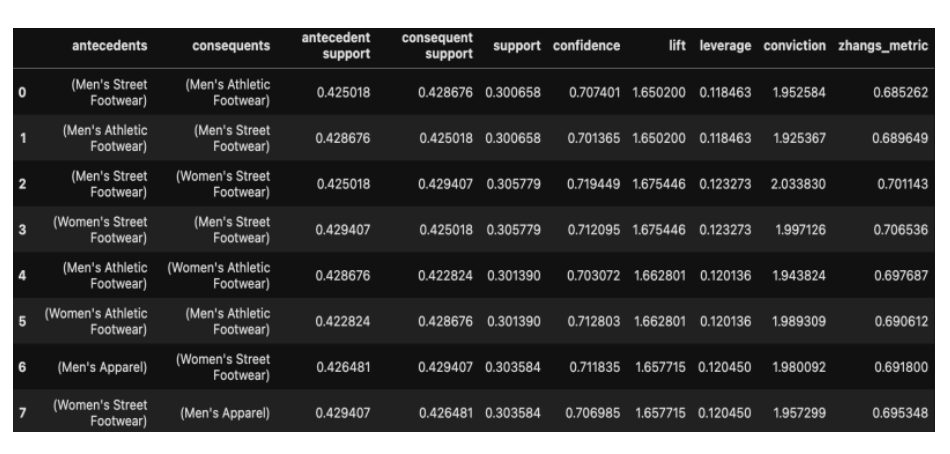 antecedents consequents antecedent support consequent support support confidence lift leverage conviction zhangs_metric
0 (Men's Street Footwear) (Men's Athletic Footwear) 0.425018 0.428676 0.300658 0.707401 1.650200 0.118463 1.952584 0.685262
1 (Men's Athletic Footwear) (Men's Street Footwear) 0.428676 0.425018 0.300658 0.701365 1.650200 0.118463 1.925367 0.689649
2 (Men's Street Footwear) (Women's Street Footwear) 0.425018 0.429407 0.305779 0.719449 1.675446 0.123273 2.033830 0.701143
3 (Women's Street Footwear) (Men's Street Footwear) 0.429407 0.425018 0.305779 0.712095 1.675446 0.123273 1.997126 0.706536
4 (Men's Athletic Footwear) (Women's Athletic Footwear) 0.428676 0.422824 0.301390 0.703072 1.662801 0.120136 1.943824 0.697687
5 (Women's Athletic Footwear) (Men's Athletic Footwear) 0.422824 0.428676 0.301390 0.712803 1.662801 0.120136 1.989309 0.690612
6 (Men's Apparel) (Women's Street Footwear) 0.426481 0.429407 0.303584 0.711835 1.657715 0.120450 1.980092 0.691800
7 (Women's Street Footwear) (Men's Apparel) 0.429407 0.426481 0.303584 0.706985 1.657715 0.120450 1.957299 0.695348